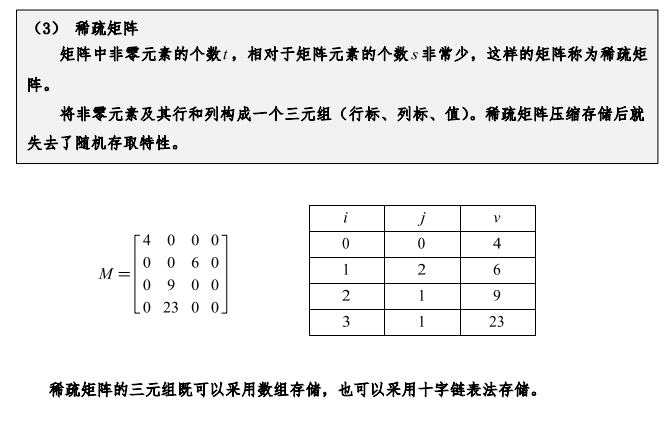 （3） 稀疏矩阵
矩阵中非零元素的个数t，相对于矩阵元素的个数s非常少，这样的矩阵称为稀疏矩
阵。
将非零元素及其行和列构成一个三元组（行标、列标、值）。稀疏矩阵压缩存储后就
失去了随机存取特性。
i j v
4 0 0 0
0 0 4
0 0 6 0
M =
1 2 6
0 9 0 0
2 1 9
0 23 0 0
3 1 23
稀疏矩阵的三元组既可以采用数组存储，也可以采用十字链表法存储。